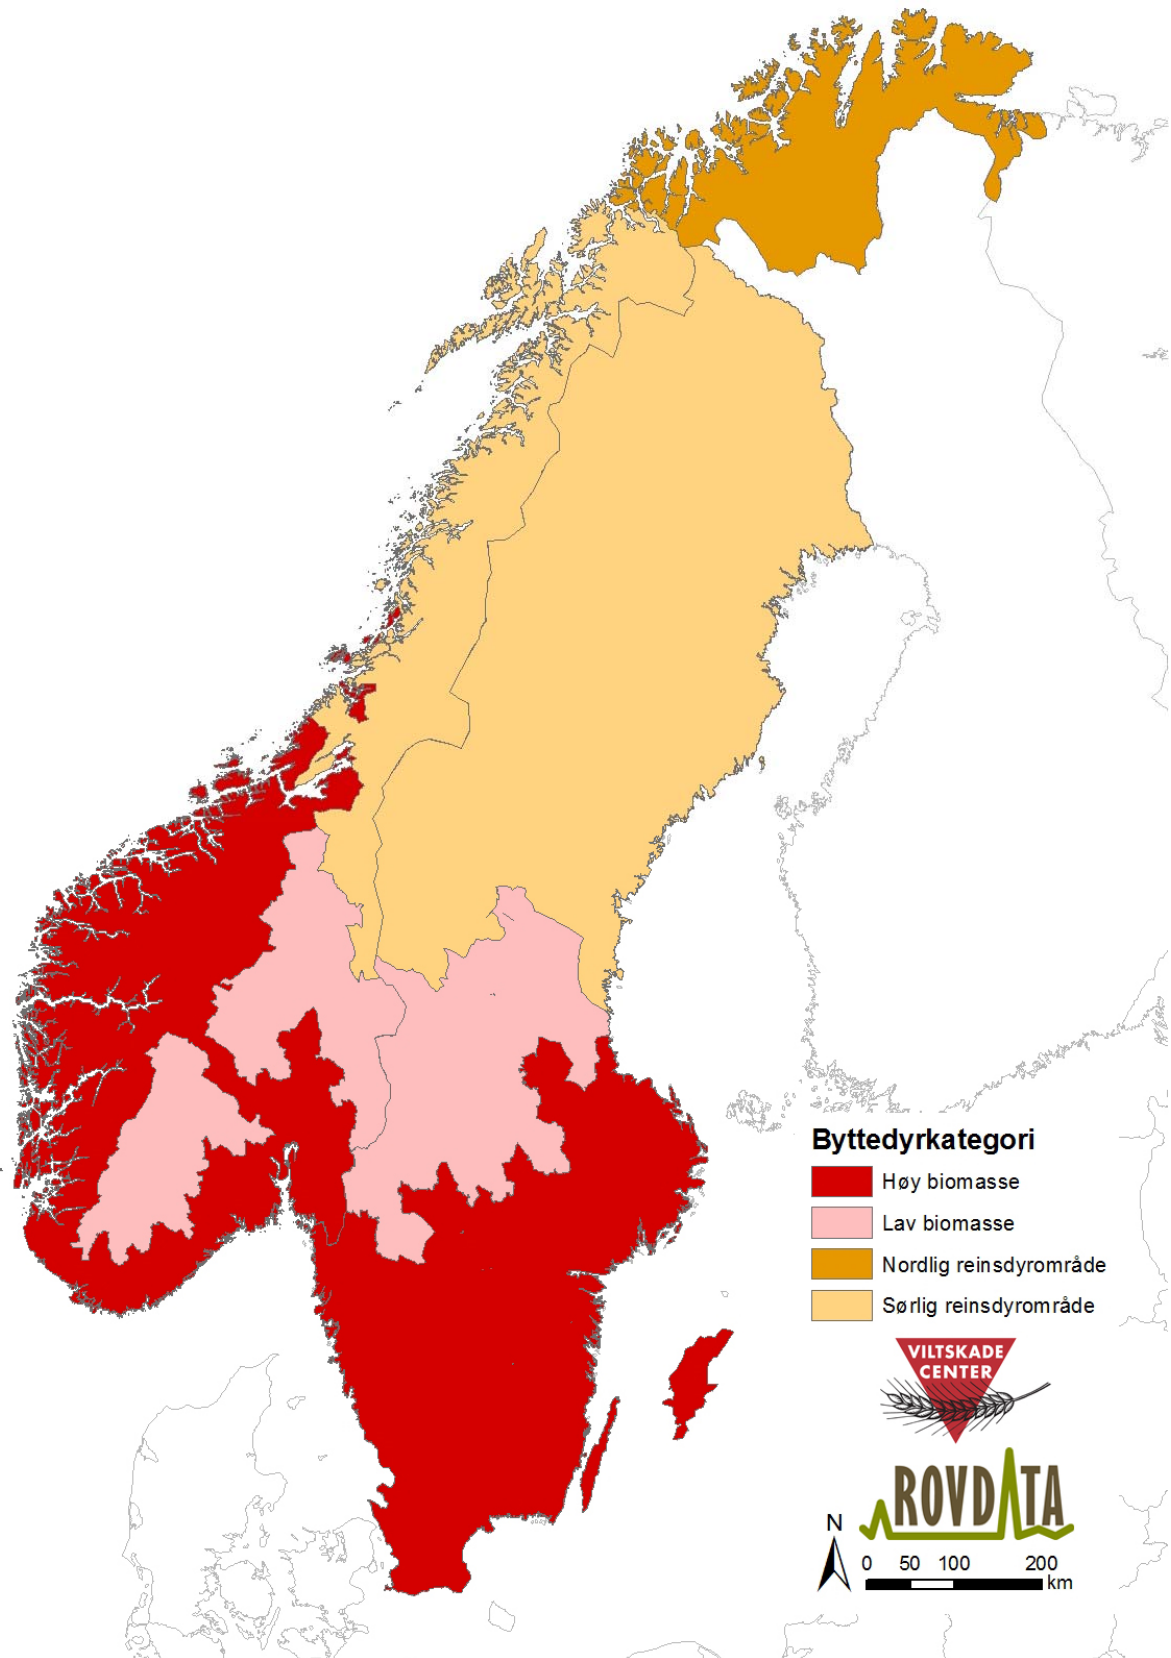 Byttedyrkategori
Høy biomasse
Lav biomasse
Nordlig reinsdyrområde
Sørlig reinsdyrområde
VILTSKADE
CENTER
ROVDATA
N
0 50 100 200
km